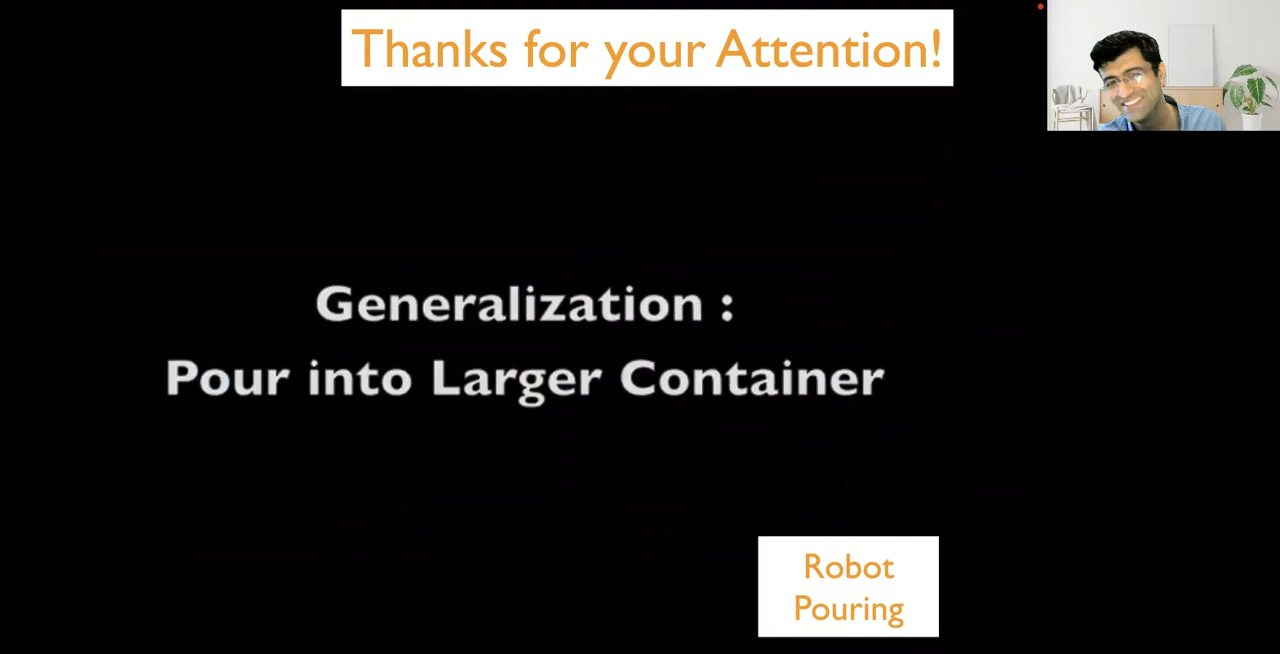 Thanks for your Attention!
Generalization :
Pour into Larger Container
Robot
Pouring